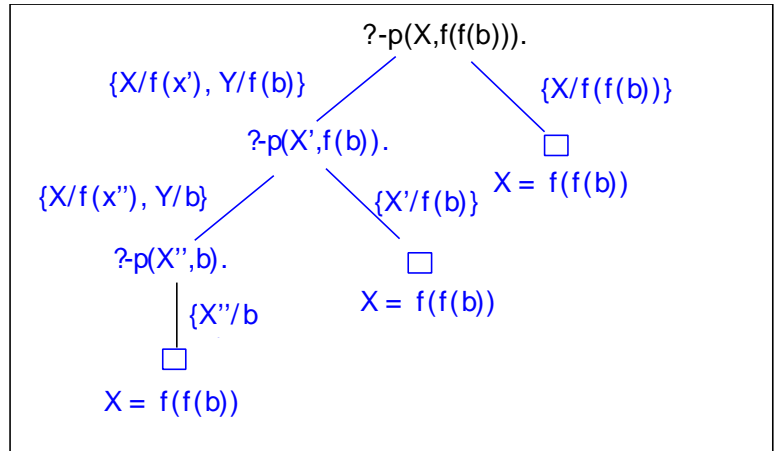 ?-p(X,f(f(b))).
{X/f(x'), Y/f(b)}
{X/f(f(b))}
?-p(X',f(b)).
X = f(f(b))
{X/f(x''), Y/b}
{X'/f(b)}
?-p(X'',b).
X = f(f(b))
{X''/b
X = f(f(b))